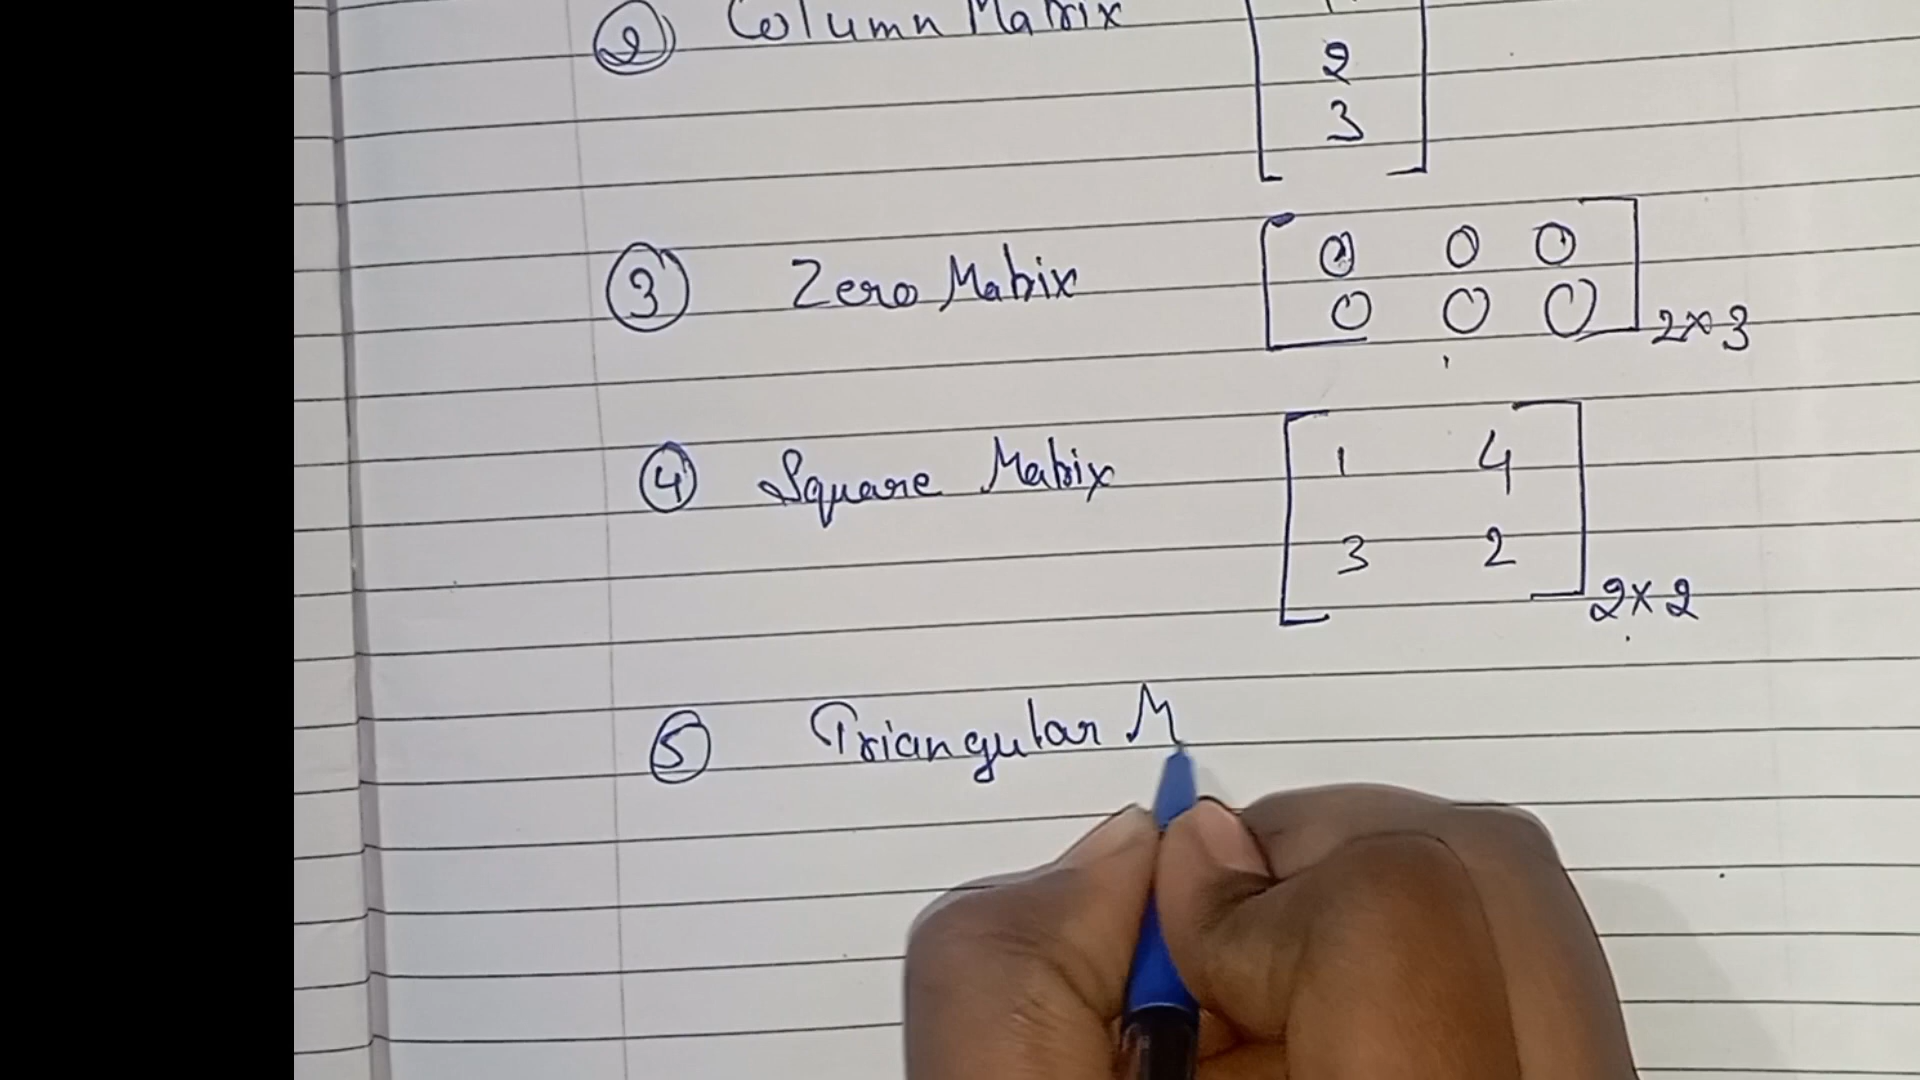 ② Column Matrix
2
3
③ Zero Matrix
0 0 0
0 0 0
2×3
④ Square Matrix
1 4
3 2
2×2
⑤ Triangular M